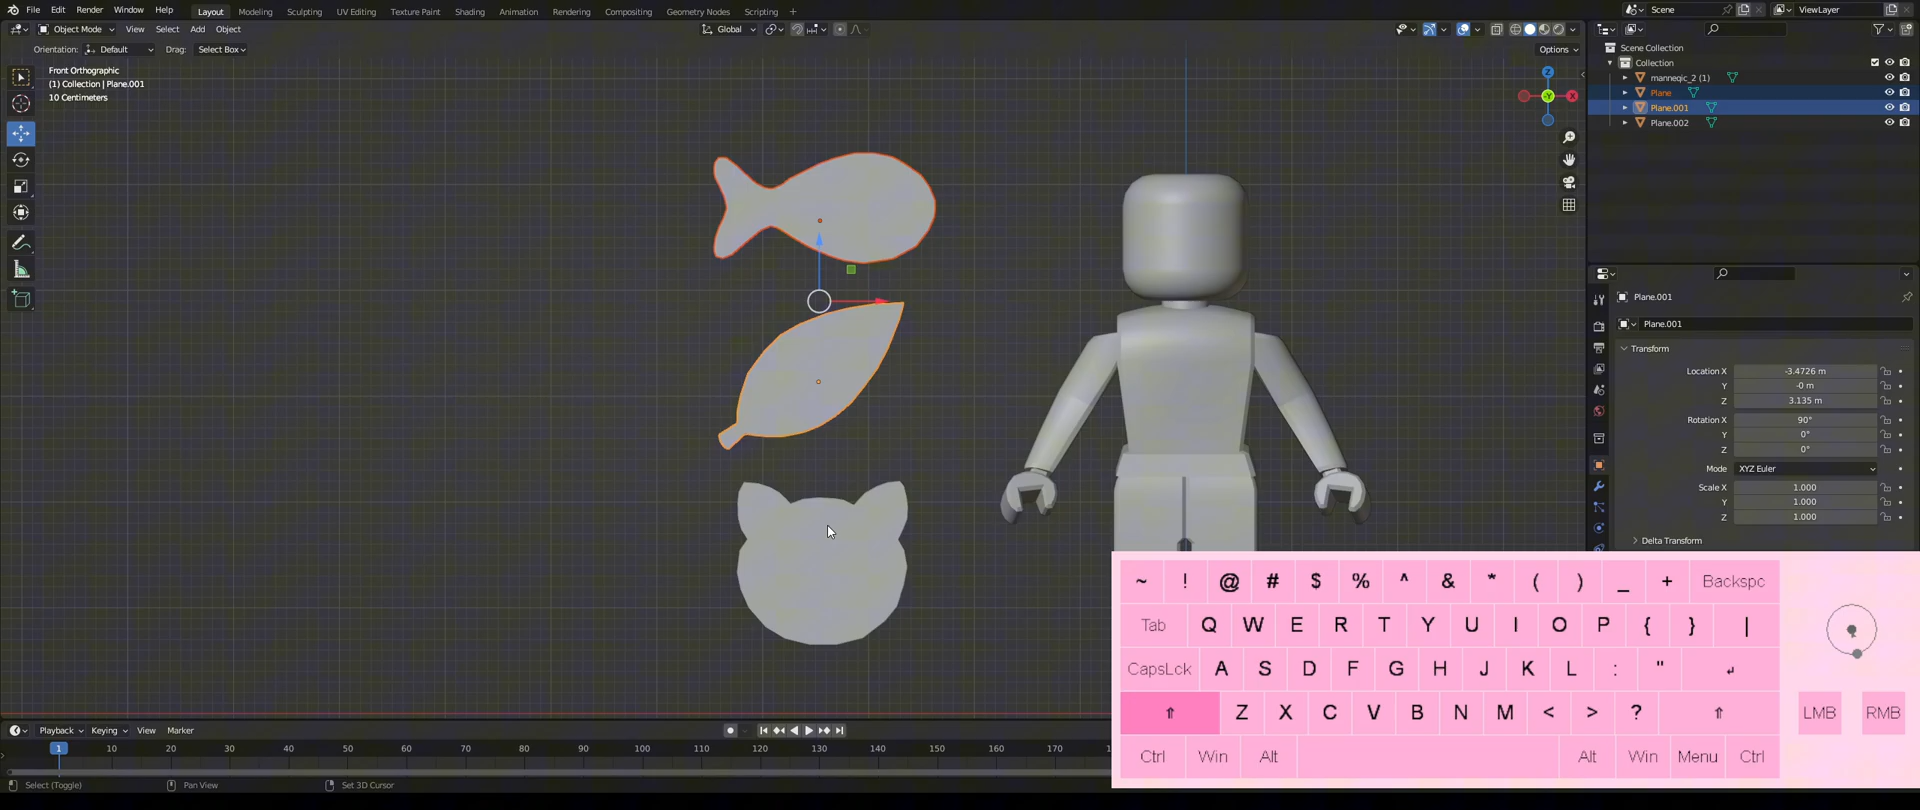 File Edit Render Window Help Layout Modeling Sculpting UV Editing Texture Paint Shading Animation Rendering Compositing Geometry Nodes Scripting + Scene ViewLayer
Object Mode View Select Add Object Global
Orientation: Default Drag: Select Box Options
Front Orthographic
(1) Collection | Plane.001
10 Centimeters
Z
X
-Y
Scene Collection
Collection
manneqic_2 (1)
Plane
Plane.001
Plane.002
Plane.001
Plane.001
Transform
Location X -3.4726 m
Y -0 m
Z 3.135 m
Rotation X 90°
Y 0°
Z 0°
Mode XYZ Euler
Scale X 1.000
Y 1.000
Z 1.000
Delta Transform
~ ! @ # $ % ^ & * ( ) _ + Backspc
Tab Q W E R T Y U I O P { } |
CapsLck A S D F G H J K L : " ↵
⇑ Z X C V B N M < > ? ⇑
Ctrl Win Alt Alt Win Menu Ctrl
LMB RMB
Playback Keying View Marker
1 10 20 30 40 50 60 70 80 90 100 110 120 130 140 150 160 170
Select (Toggle) Pan View Set 3D Cursor